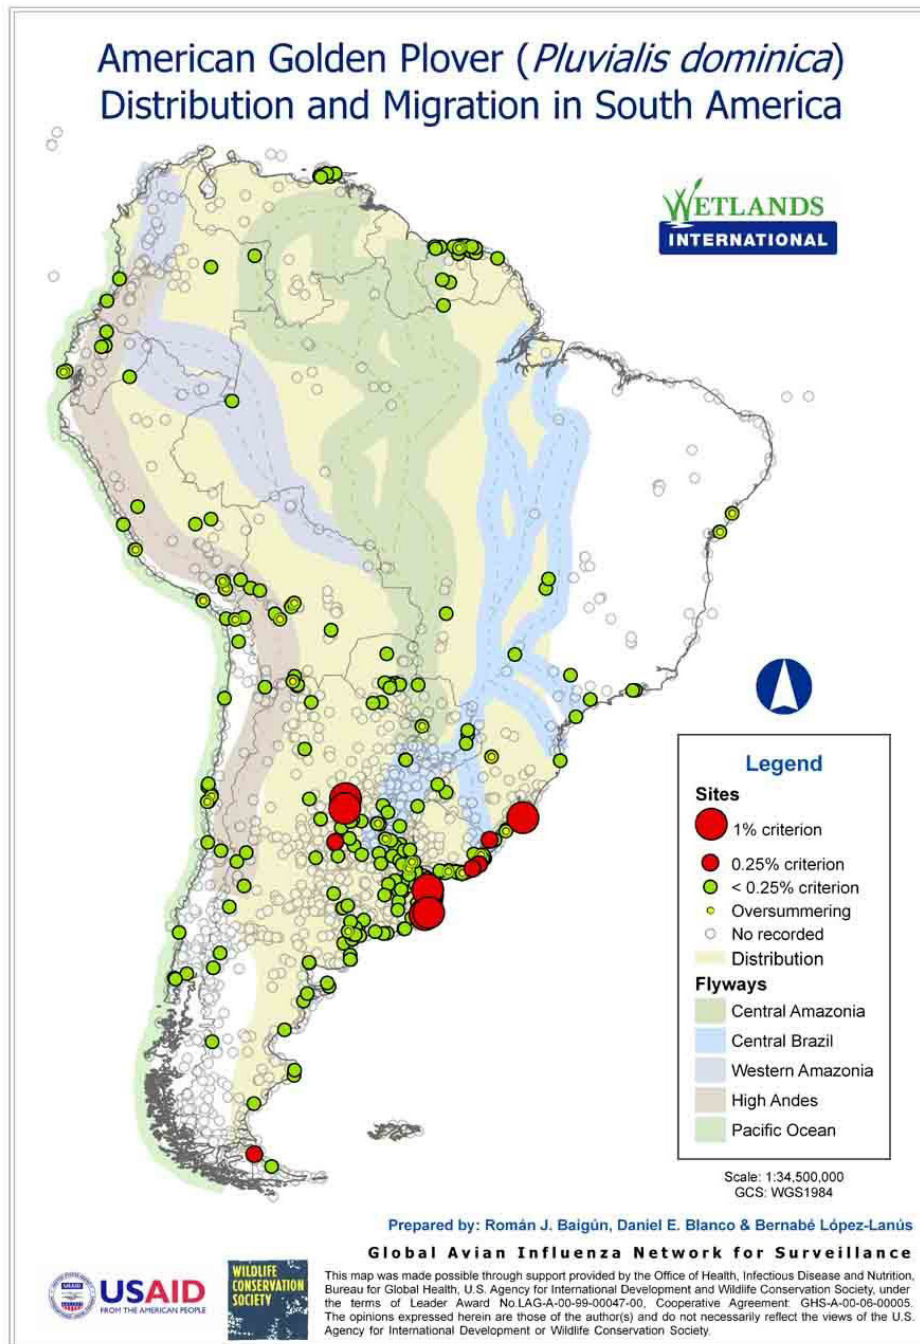 American Golden Plover (Pluvialis dominica)
Distribution and Migration in South America
WETLANDS
INTERNATIONAL
Legend
Sites
1% criterion
0.25% criterion
< 0.25% criterion
Oversummering
No recorded
Distribution
Flyways
Central Amazonia
Central Brazil
Western Amazonia
High Andes
Pacific Ocean
Scale: 1:34,500,000
GCS: WGS1984
Prepared by: Román J. Baigún, Daniel E. Blanco & Bernabé López-Lanús
Global Avian Influenza Network for Surveillance
USAID
FROM THE AMERICAN PEOPLE
WILDLIFE
CONSERVATION
SOCIETY
This map was made possible through support provided by the Office of Health, Infectious Disease and Nutrition,
Bureau for Global Health, U.S. Agency for International Development and Wildlife Conservation Society, under
the terms of Leader Award No.LAG-A-00-99-00047-00, Cooperative Agreement: GHS-A-00-06-00005.
The opinions expressed herein are those of the author(s) and do not necessarily reflect the views of the U.S.
Agency for International Development or Wildlife Conservation Society.